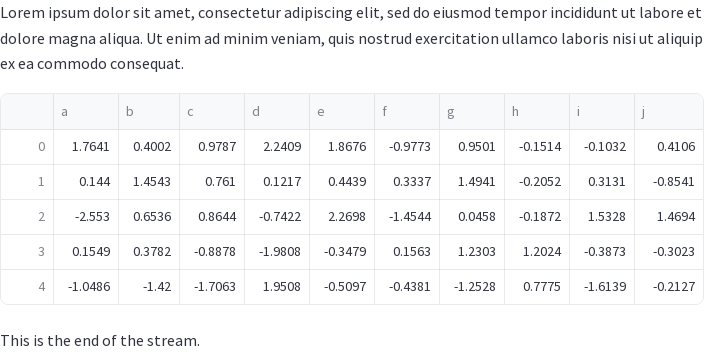 Lorem ipsum dolor sit amet, consectetur adipiscing elit, sed do eiusmod tempor incididunt ut labore et
dolore magna aliqua. Ut enim ad minim veniam, quis nostrud exercitation ullamco laboris nisi ut aliquip
ex ea commodo consequat.
a b c d e f g h i j
0 1.7641 0.4002 0.9787 2.2409 1.8676 -0.9773 0.9501 -0.1514 -0.1032 0.4106
1 0.144 1.4543 0.761 0.1217 0.4439 0.3337 1.4941 -0.2052 0.3131 -0.8541
2 -2.553 0.6536 0.8644 -0.7422 2.2698 -1.4544 0.0458 -0.1872 1.5328 1.4694
3 0.1549 0.3782 -0.8878 -1.9808 -0.3479 0.1563 1.2303 1.2024 -0.3873 -0.3023
4 -1.0486 -1.42 -1.7063 1.9508 -0.5097 -0.4381 -1.2528 0.7775 -1.6139 -0.2127
This is the end of the stream.